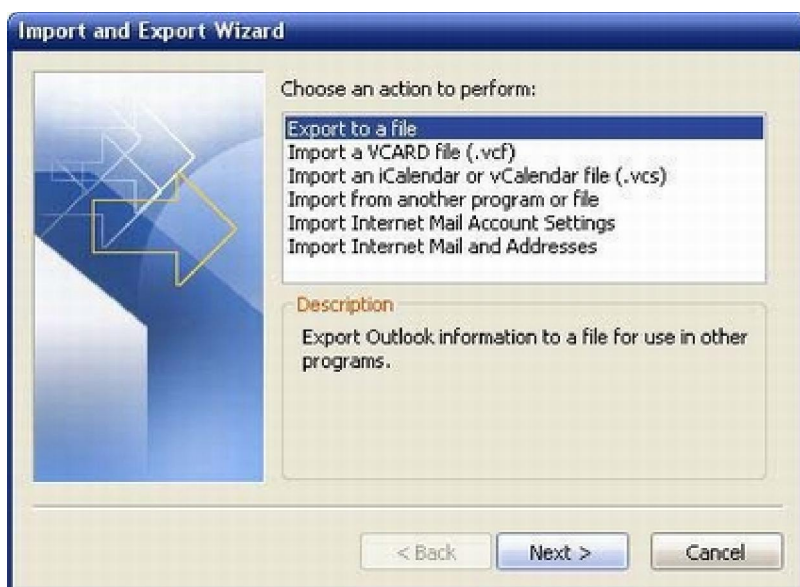 Import and Export Wizard
Choose an action to perform:
Export to a file
Import a VCARD file (.vcf)
Import an iCalendar or vCalendar file (.vcs)
Import from another program or file
Import Internet Mail Account Settings
Import Internet Mail and Addresses
Description
Export Outlook information to a file for use in other
programs.
< Back Next > Cancel